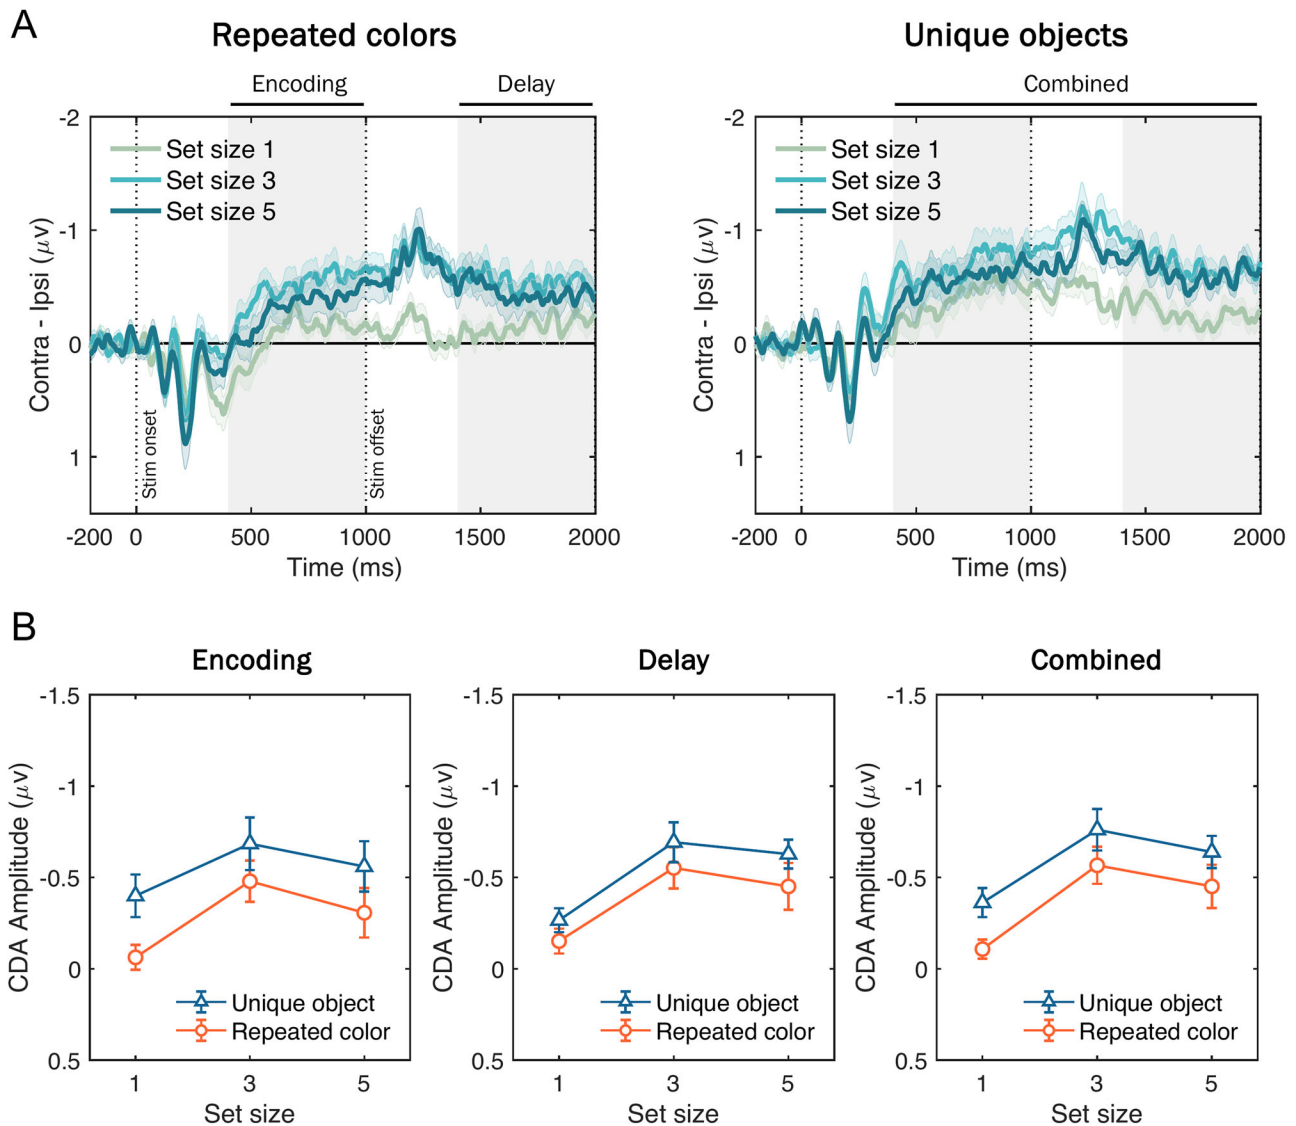 A
Repeated colors
Unique objects
Encoding
Delay
Combined
-2
-1
0
1
Contra - Ipsi (μv)
Set size 1
Set size 3
Set size 5
Stim onset
Stim offset
-200 0 500 1000 1500 2000
Time (ms)
-2
-1
0
1
Contra - Ipsi (μv)
Set size 1
Set size 3
Set size 5
-200 0 500 1000 1500 2000
Time (ms)
B
Encoding
-1.5
-1
-0.5
0
0.5
CDA Amplitude (μv)
Unique object
Repeated color
1 3 5
Set size
Delay
-1.5
-1
-0.5
0
0.5
CDA Amplitude (μv)
Unique object
Repeated color
1 3 5
Set size
Combined
-1.5
-1
-0.5
0
0.5
CDA Amplitude (μv)
Unique object
Repeated color
1 3 5
Set size